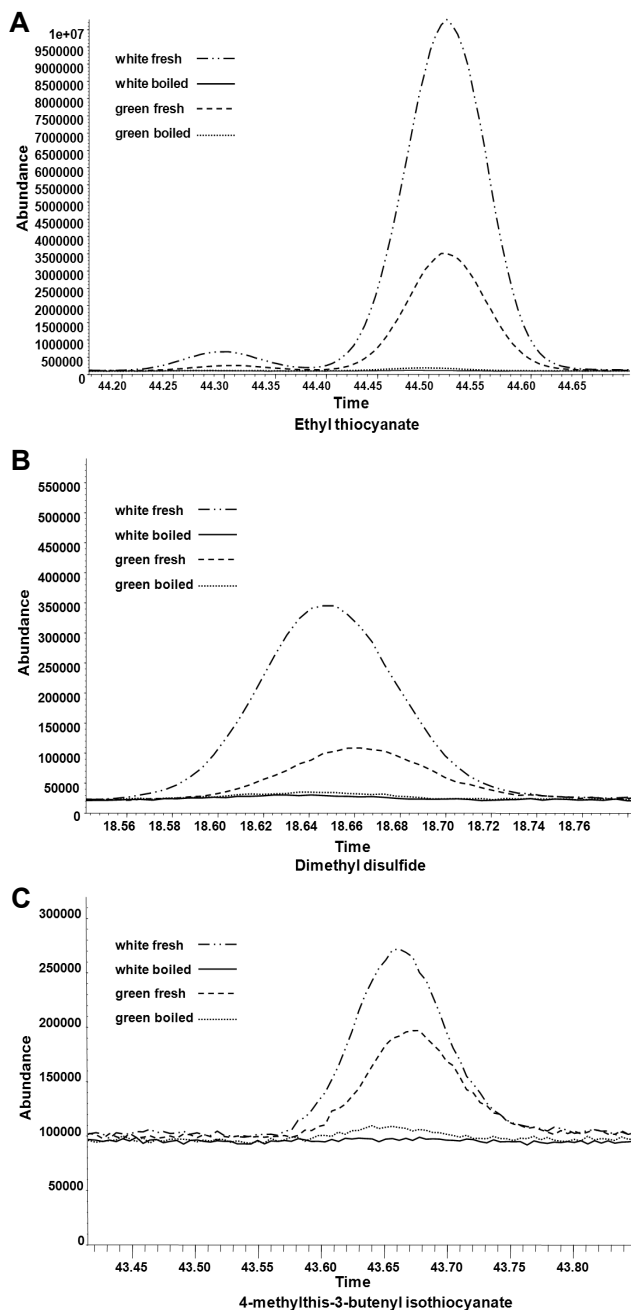 A
1e+07
9500000
9000000
8500000
8000000
7500000
7000000
6500000
6000000
5500000
5000000
4500000
4000000
3500000
3000000
2500000
2000000
1500000
1000000
500000
0
Abundance
white fresh
white boiled
green fresh
green boiled
44.20 44.25 44.30 44.35 44.40 44.45 44.50 44.55 44.60 44.65
Time
Ethyl thiocyanate
B
550000
500000
450000
400000
350000
300000
250000
200000
150000
100000
50000
0
Abundance
white fresh
white boiled
green fresh
green boiled
18.56 18.58 18.60 18.62 18.64 18.66 18.68 18.70 18.72 18.74 18.76
Time
Dimethyl disulfide
C
300000
250000
200000
150000
100000
50000
0
Abundance
white fresh
white boiled
green fresh
green boiled
43.45 43.50 43.55 43.60 43.65 43.70 43.75 43.80
Time
4-methylthis-3-butenyl isothiocyanate